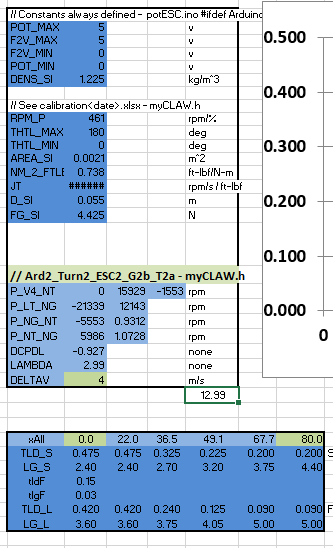 // Constants always defined - potESC.ino #ifdef Arduino
POT_MAX 5 v
F2V_MAX 5 v
F2V_MIN 0 v
POT_MIN 0 v
DENS_SI 1.225 kg/m^3
// See calibration<date>.xlsx - myCLAW.h
RPM_P 461 rpm/%
THTL_MAX 180 deg
THTL_MIN 0 deg
AREA_SI 0.0021 m^2
NM_2_FTLE 0.738 ft-lbf/N-m
JT ###### rpm/s / ft-lbf
D_SI 0.055 m
FG_SI 4.425 N
// Ard2_Turn2_ESC2_G2b_T2a - myCLAW.h
P_V4_NT 0 15929 -1553 rpm
P_LT_NG -21339 12143 rpm
P_NG_NT -5553 0.9312 rpm
P_NT_NG 5986 1.0728 rpm
DCPDL -0.927 none
LAMBDA 2.99 none
DELTAV 4 m/s
12.99
0.500
0.400
0.300
0.200
0.100
0.000
0
xAll 0.0 22.0 36.5 49.1 67.7 80.0
TLD_S 0.475 0.475 0.325 0.225 0.200 0.200 S
LG_S 2.40 2.40 2.70 3.20 3.75 4.40
tldF 0.15
tlgF 0.03
TLD_L 0.420 0.420 0.240 0.125 0.090 0.090 F
LG_L 3.60 3.60 3.75 4.05 5.00 5.00